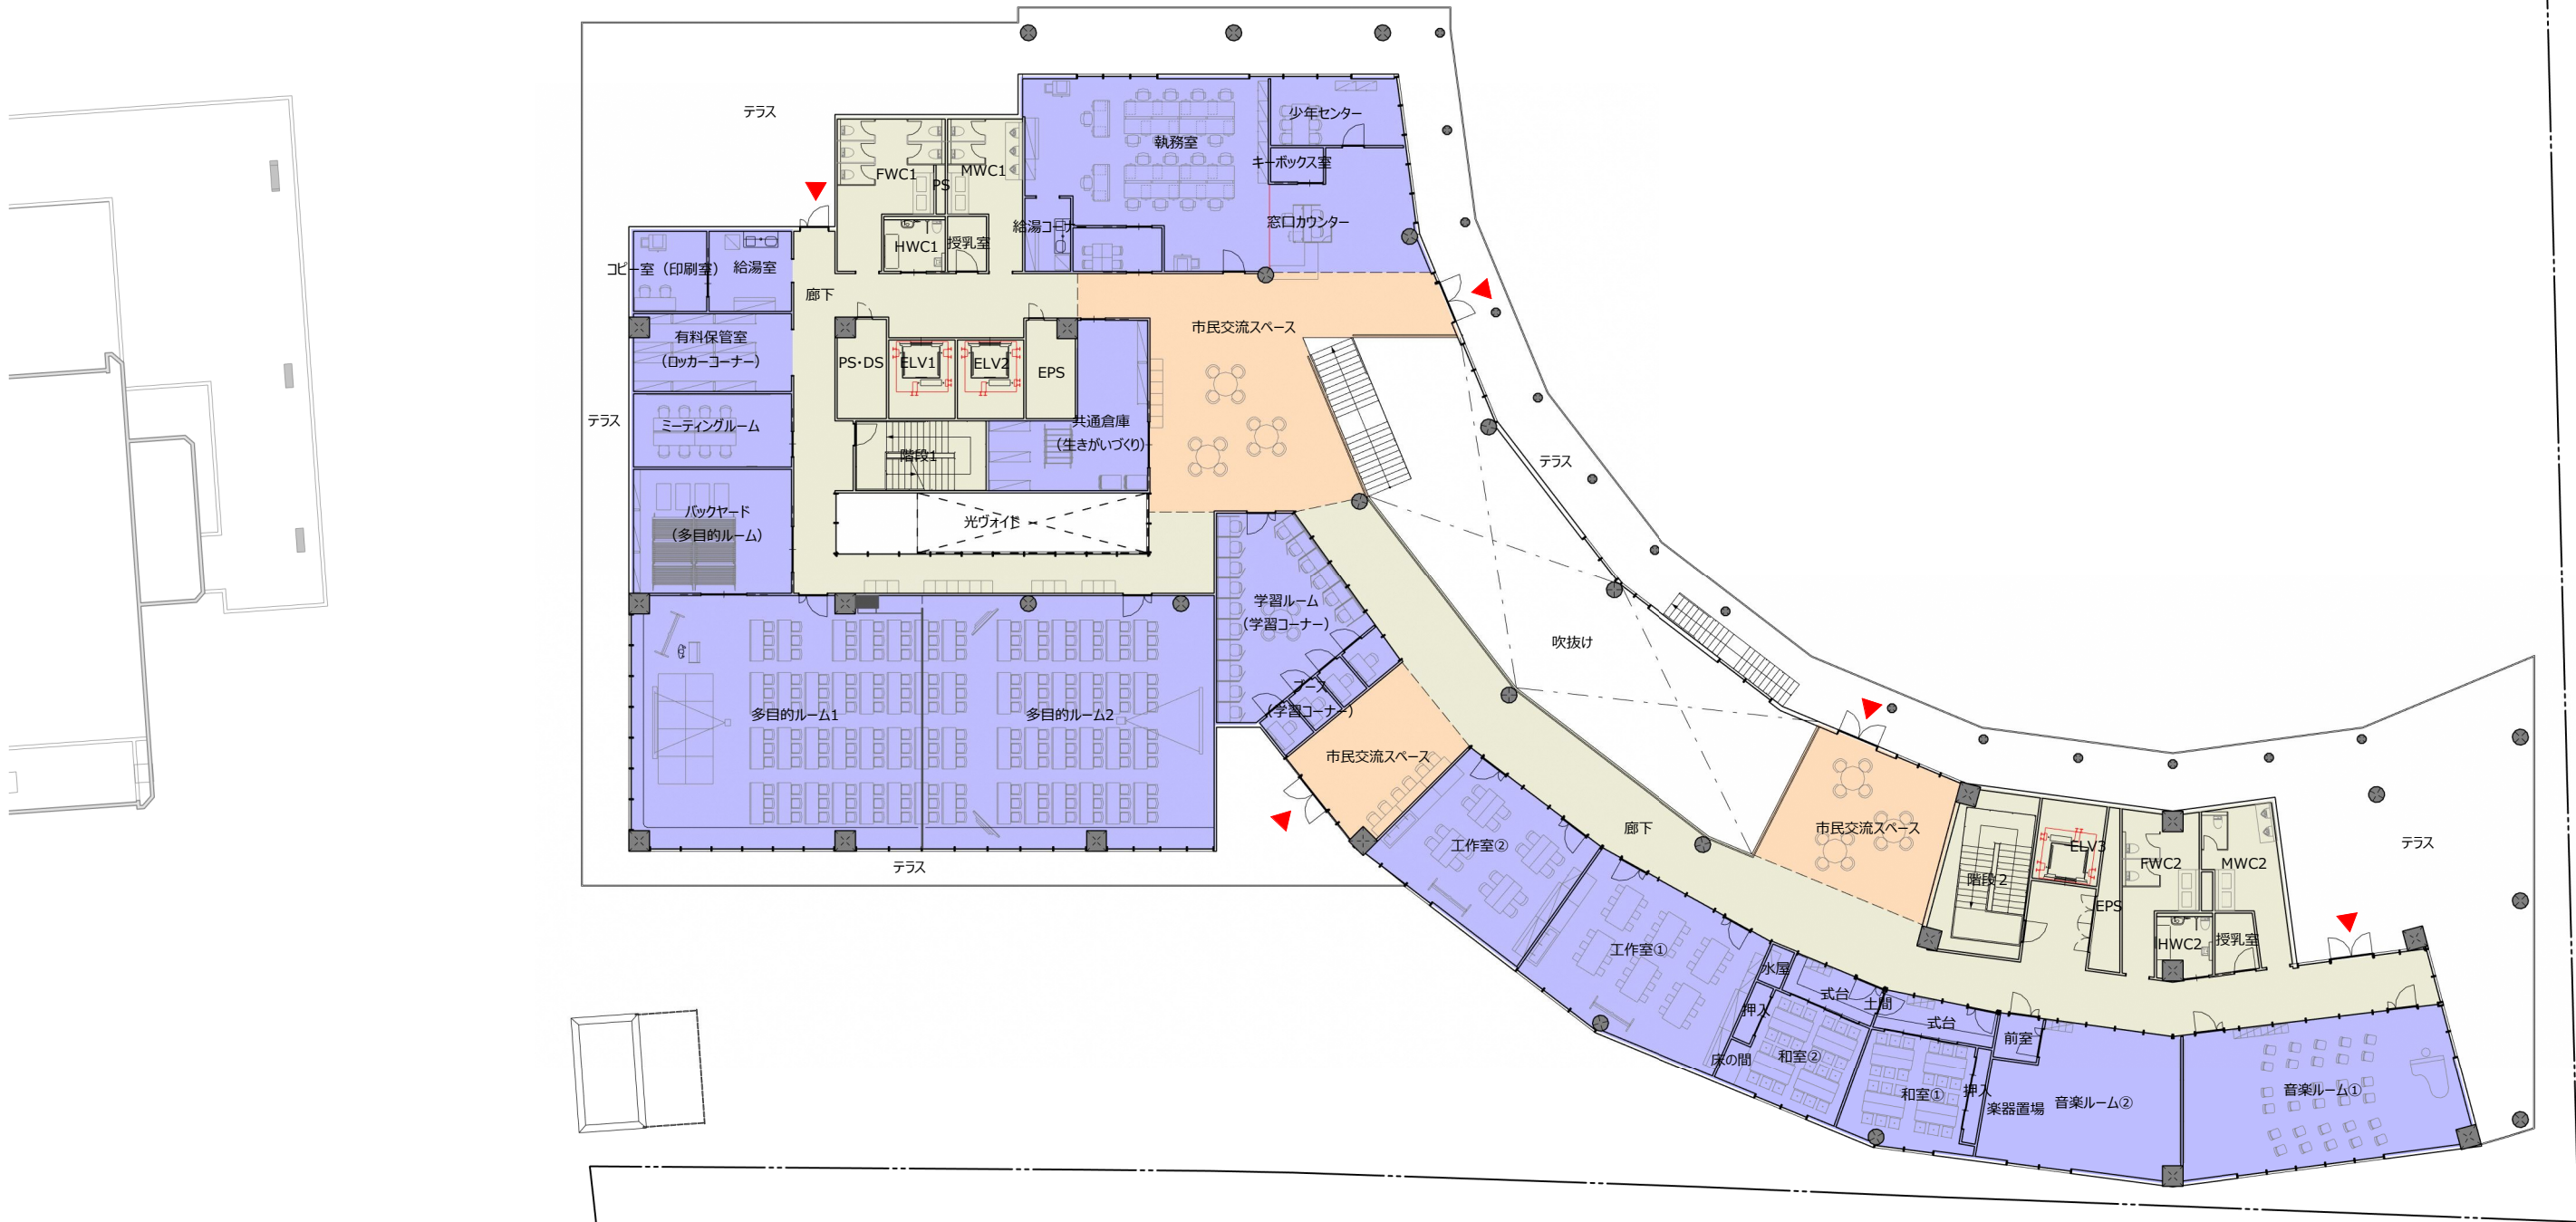 テラス
執務室
少年センター
キーボックス室
FWC1
PS
MWC1
給湯コーナー
窓口カウンター
HWC1
授乳室
コピー室（印刷室）
給湯室
廊下
有料保管室
（ロッカーコーナー）
市民交流スペース
PS・DS
ELV1
ELV2
EPS
テラス
ミーティングルーム
共通倉庫
（生きがいづくり）
階段1
テラス
バックヤード
（多目的ルーム）
光ヴォイド
学習ルーム
（学習コーナー）
吹抜け
ブース
（学習コーナー）
多目的ルーム1
多目的ルーム2
市民交流スペース
工作室②
廊下
市民交流スペース
テラス
階段２
ELV3
EPS
FWC2
MWC2
テラス
HWC2
授乳室
工作室①
水屋
押入
式台
土間
式台
前室
床の間
和室②
和室①
押入
楽器置場
音楽ルーム②
音楽ルーム①